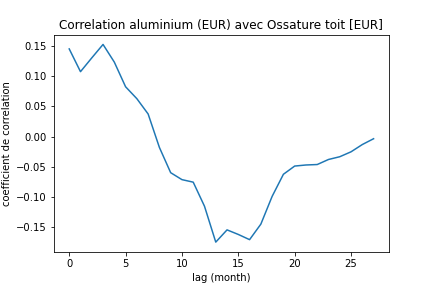 Correlation aluminium (EUR) avec Ossature toit [EUR]
coefficient de correlation
0.15
0.10
0.05
0.00
−0.05
−0.10
−0.15
0 5 10 15 20 25
lag (month)